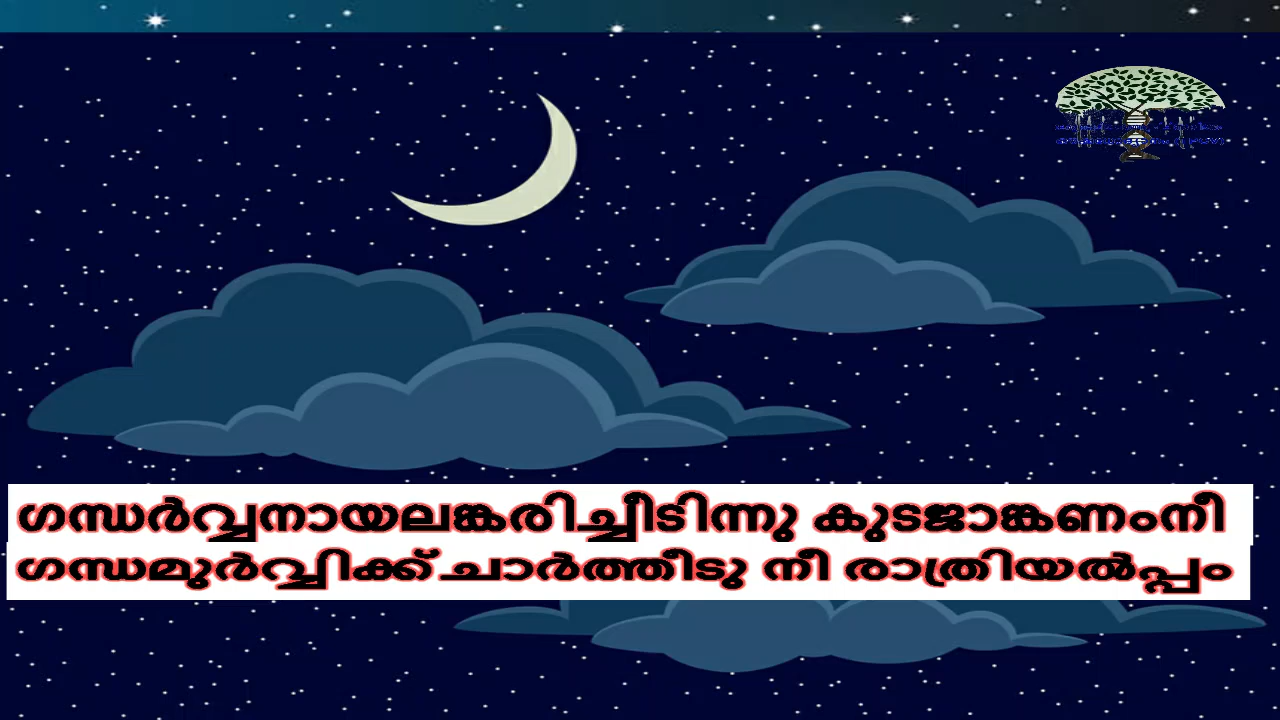 ഗന്ധർവ്വനായലങ്കരിച്ചീടിന്നു കുടജാങ്കണംനീ
ഗന്ധമുർവ്വിക്ക് ചാർത്തീടു നീ രാത്രിയൽപ്പം